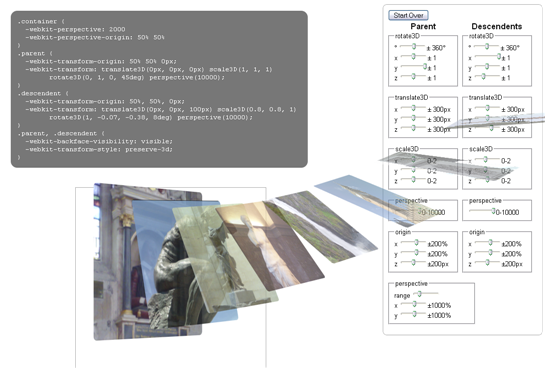 .container {
-webkit-perspective: 2000
-webkit-perspective-origin: 50% 50%
}
.parent {
-webkit-transform-origin: 50% 50% 0px;
-webkit-transform: translate3D(0px, 0px, 0px) scale3D(1, 1, 1)
rotate3D(0, 1, 0, 45deg) perspective(10000);
}
.descendent {
-webkit-transform-origin: 50%, 50%, 0px;
-webkit-transform: translate3D(0px, 0px, 100px) scale3D(0.8, 0.8, 1)
rotate3D(1, -0.07, -0.38, 8deg) perspective(10000);
}
.parent, .descendent {
-webkit-backface-visibility: visible;
-webkit-transform-style: preserve-3d;
}
Start Over
Parent
rotate3D
° ± 360°
x ± 1
y ± 1
z ± 1
translate3D
x ± 300px
y ± 300px
z ± 300px
scale3D
x 0-2
y 0-2
z 0-2
perspective
0-10000
origin
x ±200%
y ±200%
z ±200px
perspective
range
x ±1000%
y ±1000%
Descendents
rotate3D
° ± 360°
x ± 1
y ± 1
z ± 1
translate3D
x ± 300px
y ± 300px
z ± 300px
scale3D
x 0-2
y 0-2
z 0-2
perspective
0-10000
origin
x ±200%
y ±200%
z ±200px